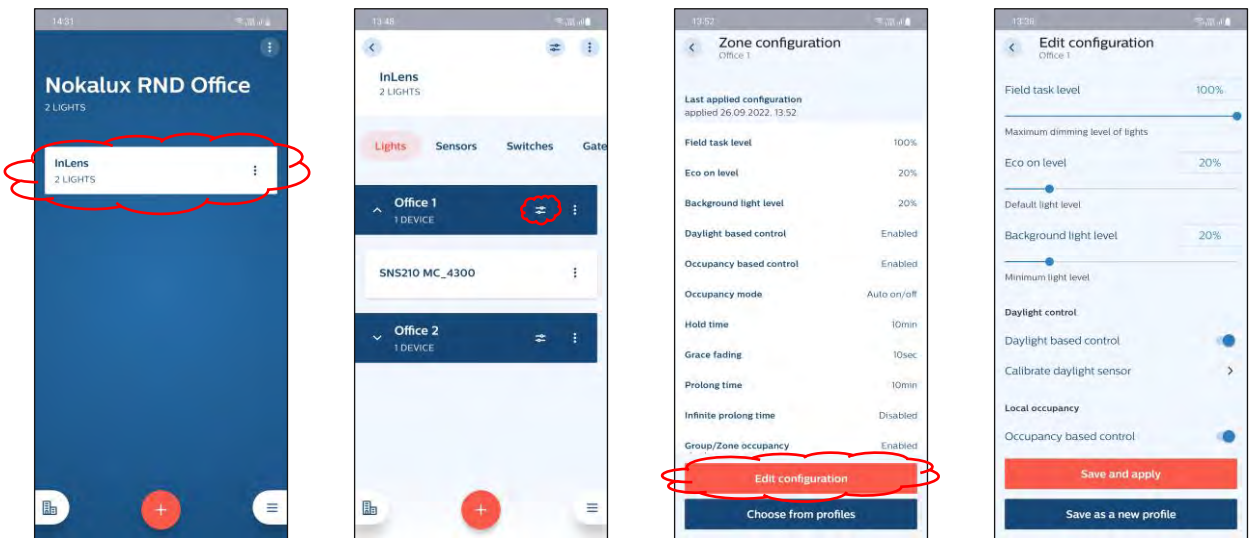 14:31
Nokalux RND Office
2 LIGHTS
InLens
2 LIGHTS
13:48
InLens
2 LIGHTS
Lights Sensors Switches Gate
Office 1
1 DEVICE
SNS210 MC_4300
Office 2
1 DEVICE
13:52
Zone configuration
Office 1
Last applied configuration
applied 26.09.2022, 13:52
Field task level 100%
Eco on level 20%
Background light level 20%
Daylight based control Enabled
Occupancy based control Enabled
Occupancy mode Auto on/off
Hold time 10min
Grace fading 10sec
Prolong time 10min
Infinite prolong time Disabled
Group/Zone occupancy Enabled
Edit configuration
Choose from profiles
Edit configuration
Office 1
Field task level 100%
Maximum dimming level of lights
Eco on level 20%
Default light level
Background light level 20%
Minimum light level
Daylight control
Daylight based control
Calibrate daylight sensor
Local occupancy
Occupancy based control
Save and apply
Save as a new profile